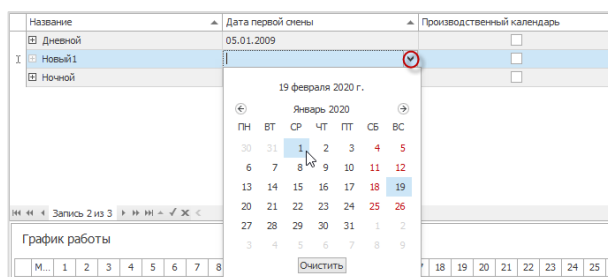 Название Дата первой смены Производственный календарь
Дневной 05.01.2009
Новый1
Ночной
19 февраля 2020 г.
Январь 2020
ПН ВТ СР ЧТ ПТ СБ ВС
30 31 1 2 3 4 5
6 7 8 9 10 11 12
13 14 15 16 17 18 19
20 21 22 23 24 25 26
27 28 29 30 31 1 2
3 4 5 6 7 8 9
Очистить
Запись 2 из 3
График работы
М... 1 2 3 4 5 6 7 8 18 19 20 21 22 23 24 25